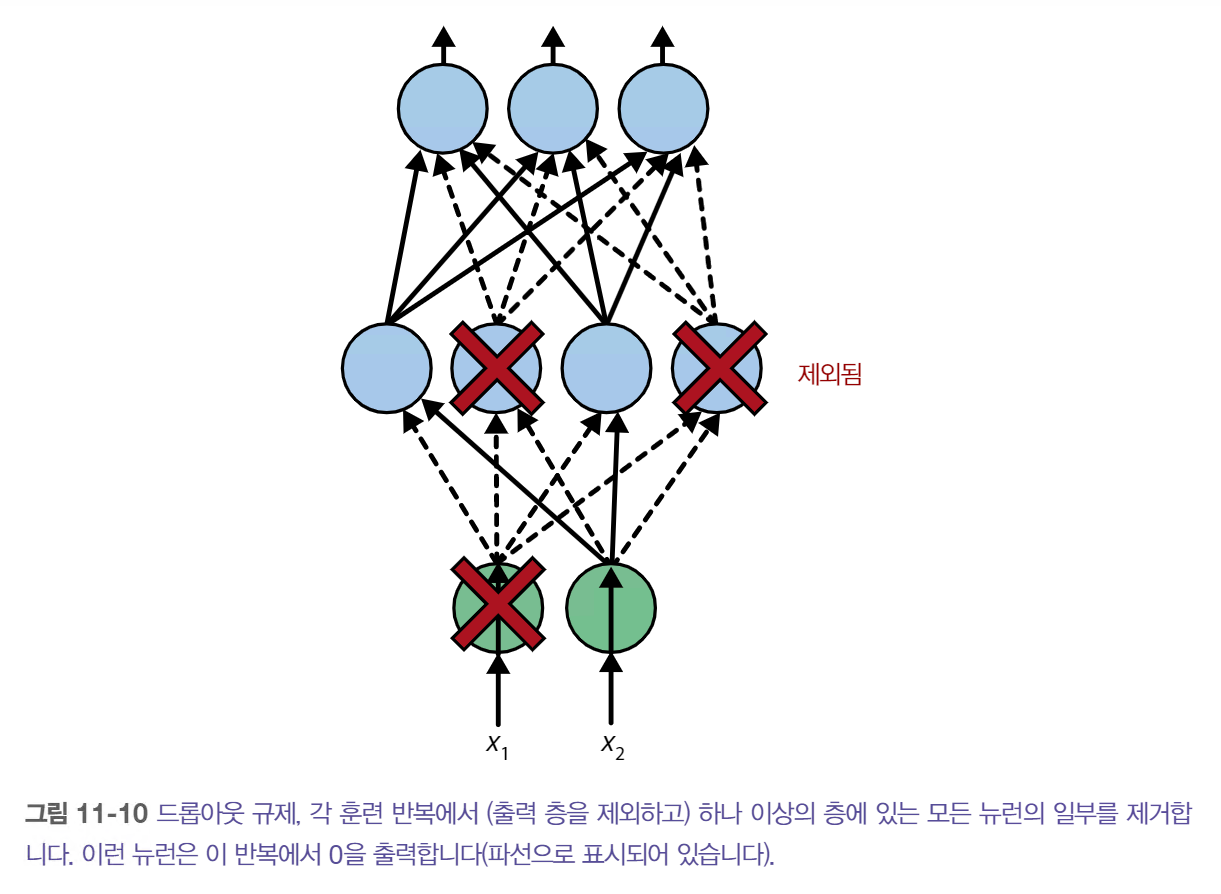 제외됨
x1 x2
그림 11-10 드롭아웃 규제, 각 훈련 반복에서 (출력 층을 제외하고) 하나 이상의 층에 있는 모든 뉴런의 일부를 제거합
니다. 이런 뉴런은 이 반복에서 0을 출력합니다(파선으로 표시되어 있습니다).